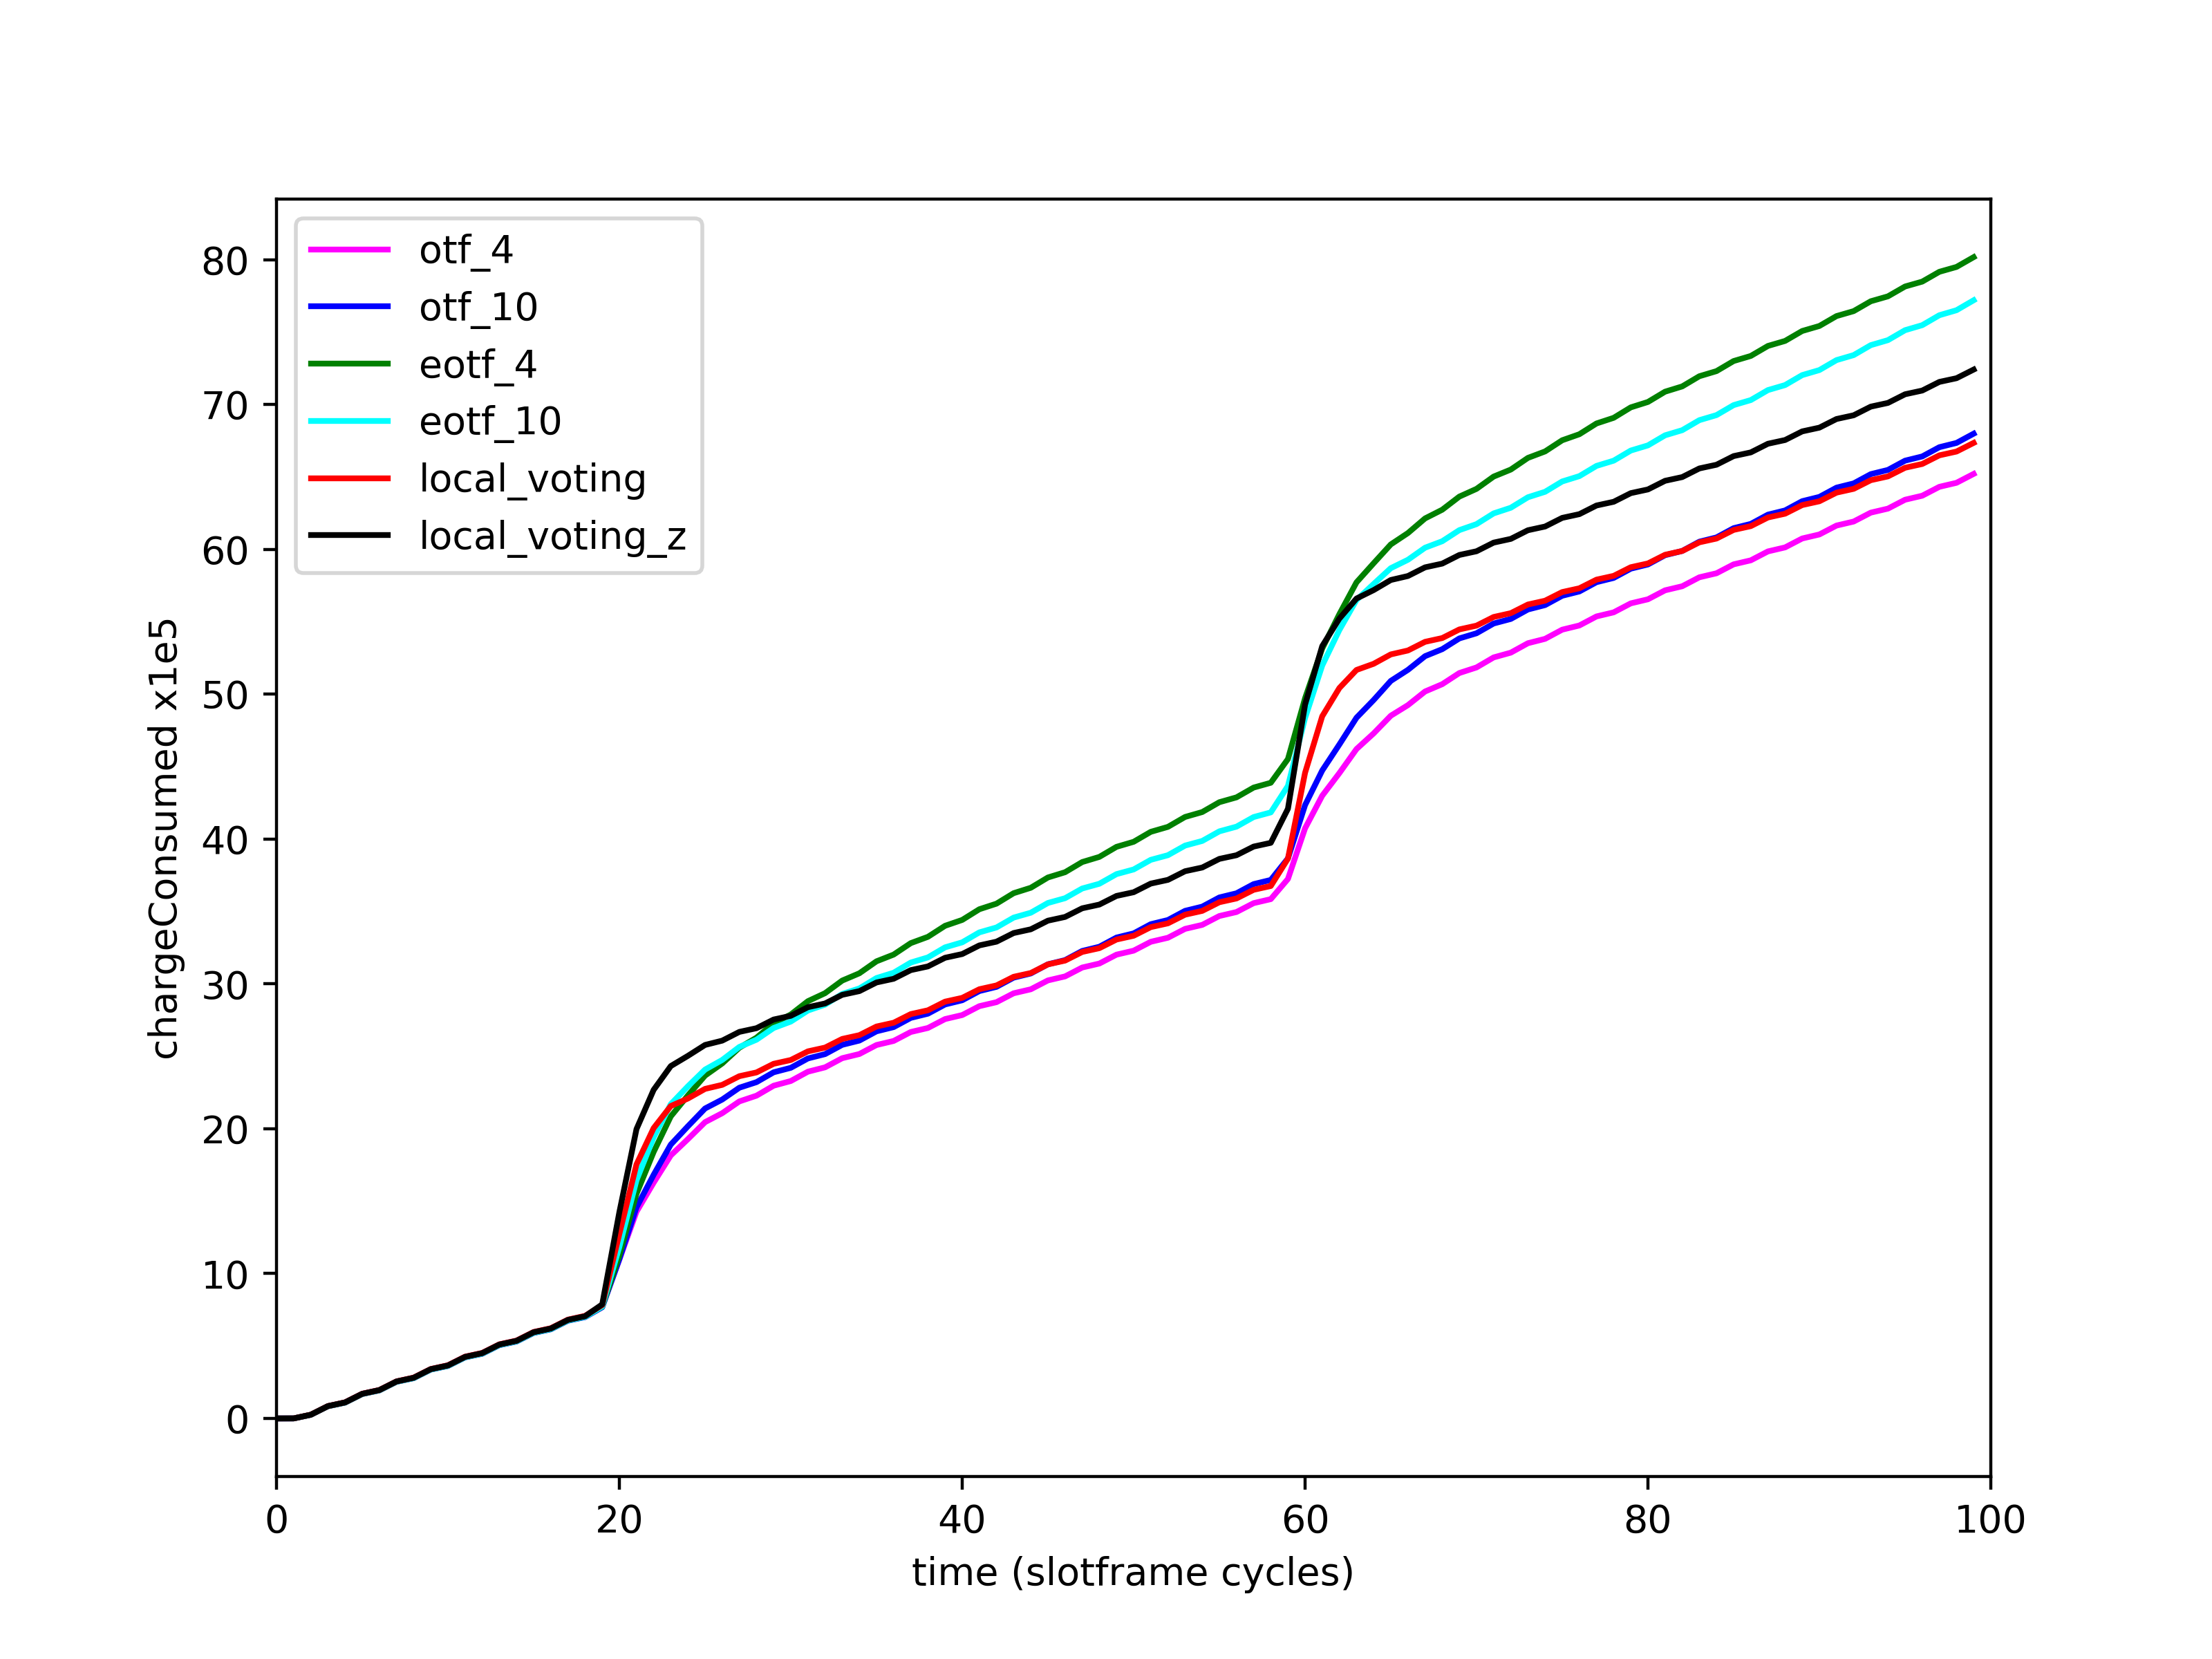 otf_4
otf_10
eotf_4
eotf_10
local_voting
local_voting_z
chargeConsumed x1e5
80
70
60
50
40
30
20
10
0
0 20 40 60 80 100
time (slotframe cycles)